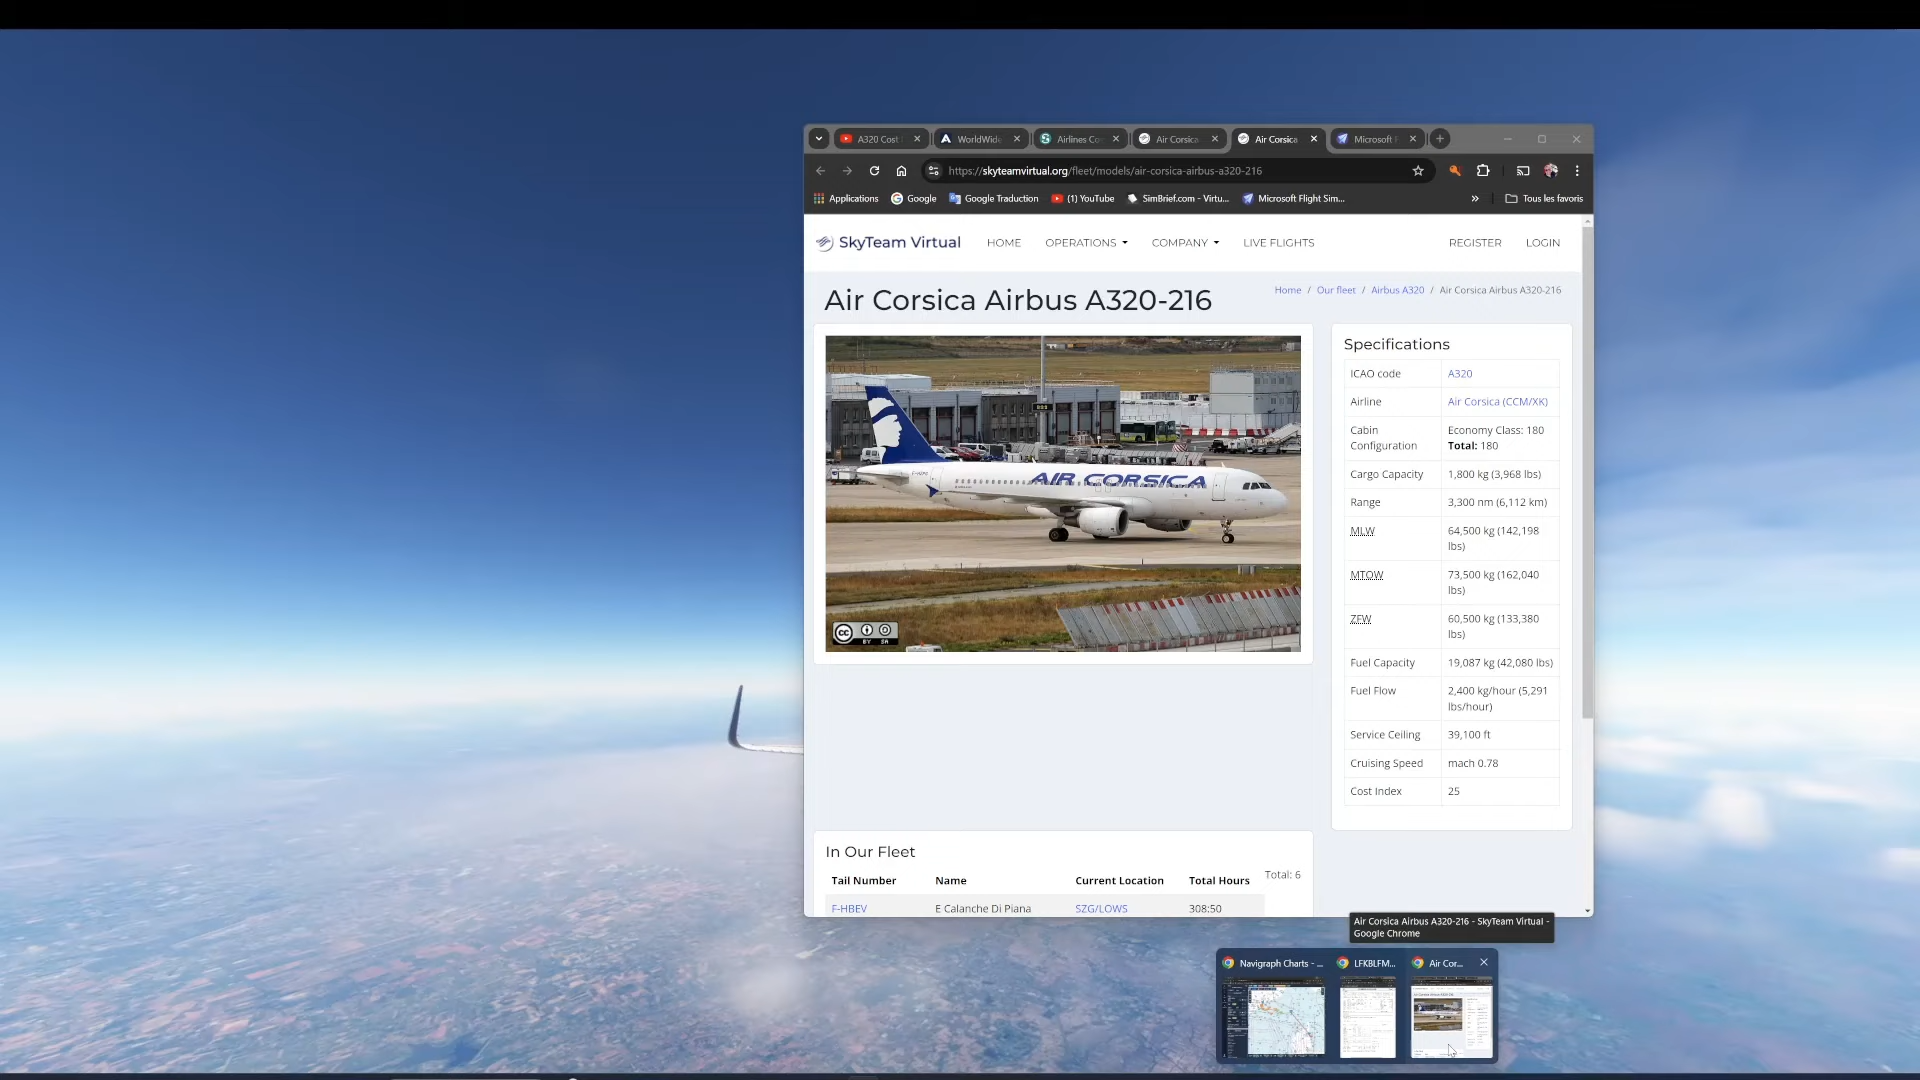 A320 Cost
WorldWide
Airlines Co
Air Corsica
Air Corsica
Microsoft F
https://skyteamvirtual.org/fleet/models/air-corsica-airbus-a320-216
Applications
Google
Google Traduction
(1) YouTube
SimBrief.com - Virtu...
Microsoft Flight Sim...
»
Tous les favoris
SkyTeam Virtual
HOME
OPERATIONS
COMPANY
LIVE FLIGHTS
REGISTER
LOGIN
Air Corsica Airbus A320-216
Home / Our fleet / Airbus A320 / Air Corsica Airbus A320-216
AIR CORSICA
CC BY SA
Specifications
ICAO code A320
Airline Air Corsica (CCM/XK)
Cabin Configuration Economy Class: 180
Total: 180
Cargo Capacity 1,800 kg (3,968 lbs)
Range 3,300 nm (6,112 km)
MLW 64,500 kg (142,198
lbs)
MTOW 73,500 kg (162,040
lbs)
ZFW 60,500 kg (133,380
lbs)
Fuel Capacity 19,087 kg (42,080 lbs)
Fuel Flow 2,400 kg/hour (5,291
lbs/hour)
Service Ceiling 39,100 ft
Cruising Speed mach 0.78
Cost Index 25
In Our Fleet
Total: 6
Tail Number Name Current Location Total Hours
F-HBEV E Calanche Di Piana SZG/LOWS 308:50
Air Corsica Airbus A320-216 - SkyTeam Virtual -
Google Chrome
Navigraph Charts - ...
LFKBLFM...
Air Cor...